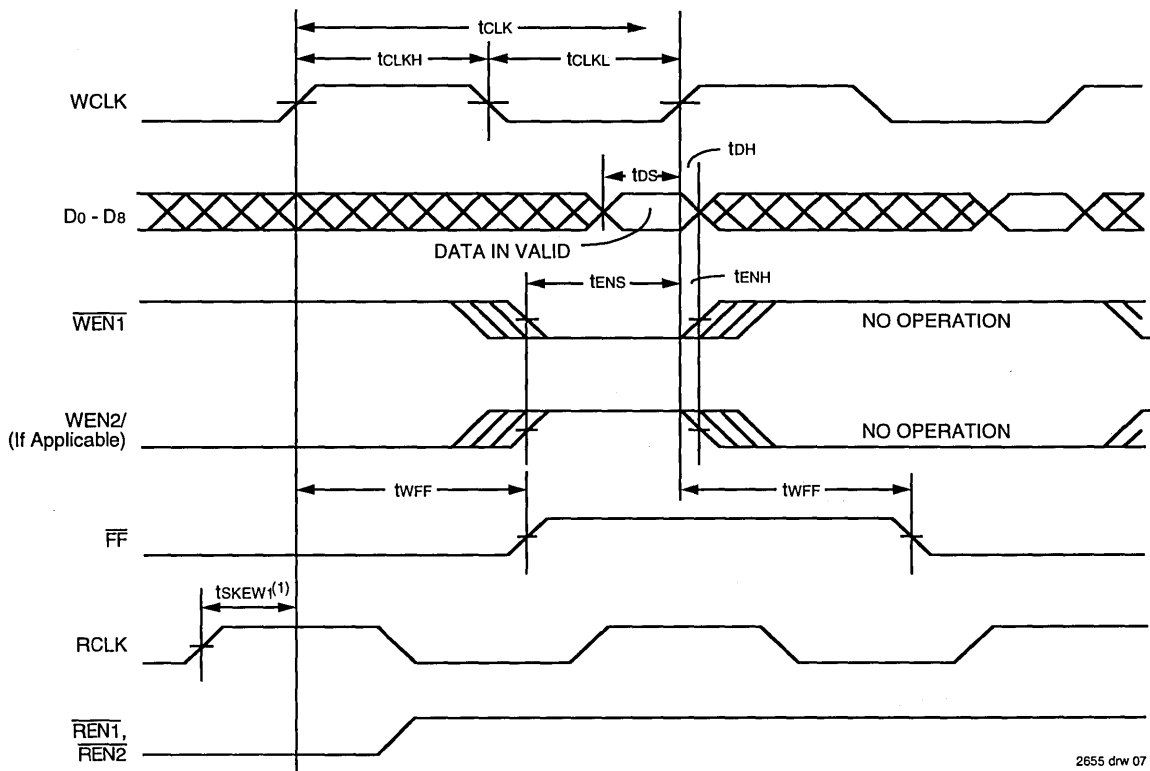 tCLK
tCLKH
tCLKL
WCLK
tDH
tDS
D0 - D8
DATA IN VALID
tENS
tENH
WEN1
NO OPERATION
WEN2/
(If Applicable)
NO OPERATION
tWFF
tWFF
FF
tSKEW1(1)
RCLK
REN1,
REN2
2655 drw 07